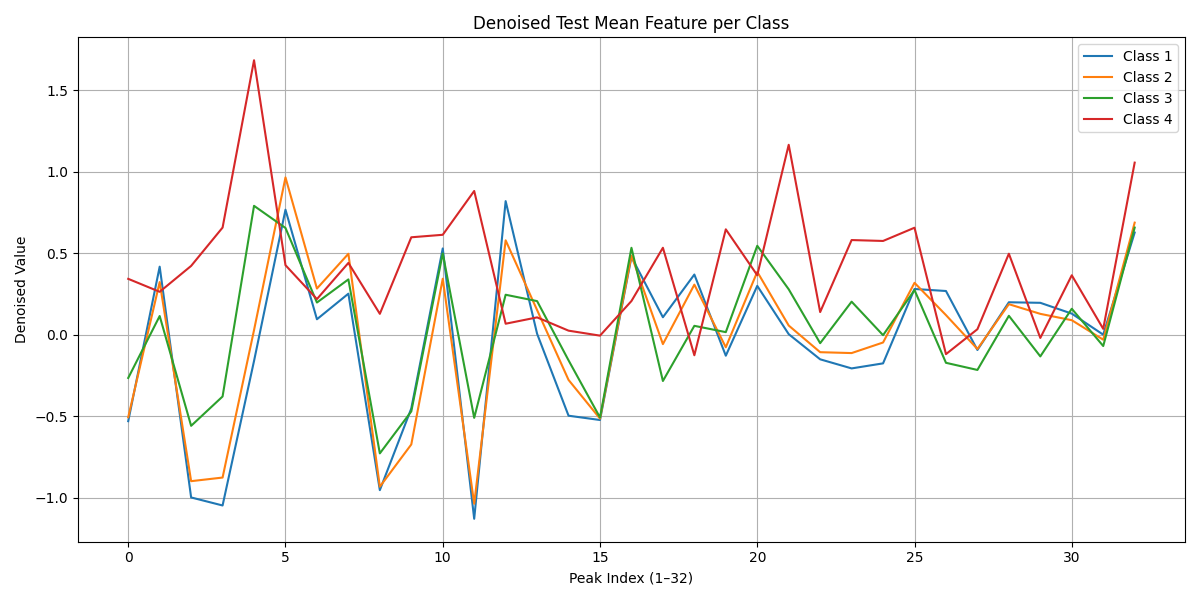 Denoised Test Mean Feature per Class
Class 1
Class 2
Class 3
Class 4
Denoised Value
1.5
1.0
0.5
0.0
−0.5
−1.0
0
5
10
15
20
25
30
Peak Index (1–32)